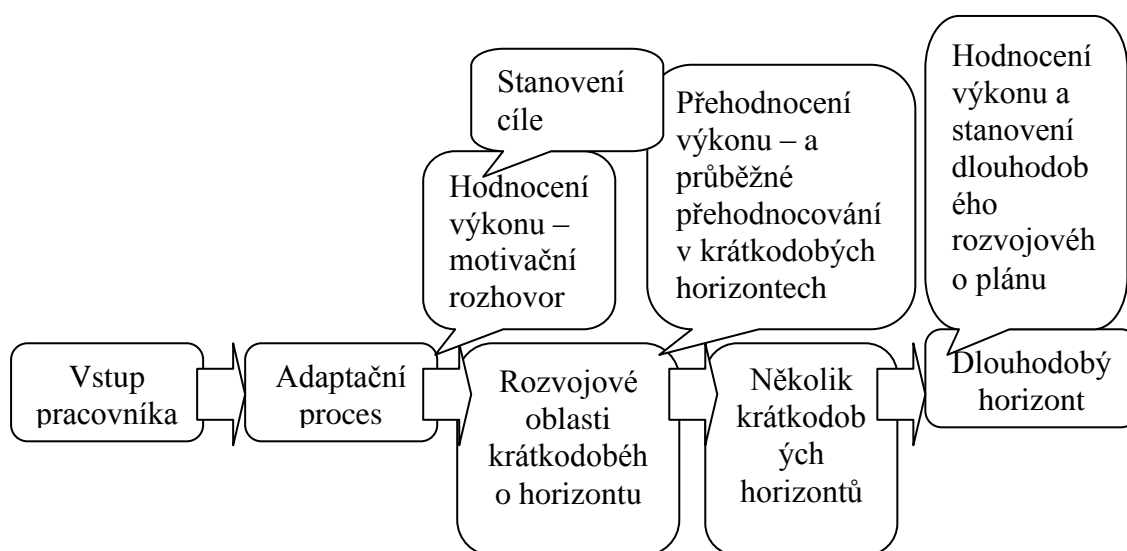 Stanovení
cíle
Hodnocení
výkonu –
motivační
rozhovor
Přehodnocení
výkonu – a
průběžné
přehodnocování
v krátkodobých
horizontech
Hodnocení
výkonu a
stanovení
dlouhodob
ého
rozvojovéh
o plánu
Vstup
pracovníka
Adaptační
proces
Rozvojové
oblasti
krátkodobéh
o horizontu
Několik
krátkodob
ých
horizontů
Dlouhodobý
horizont